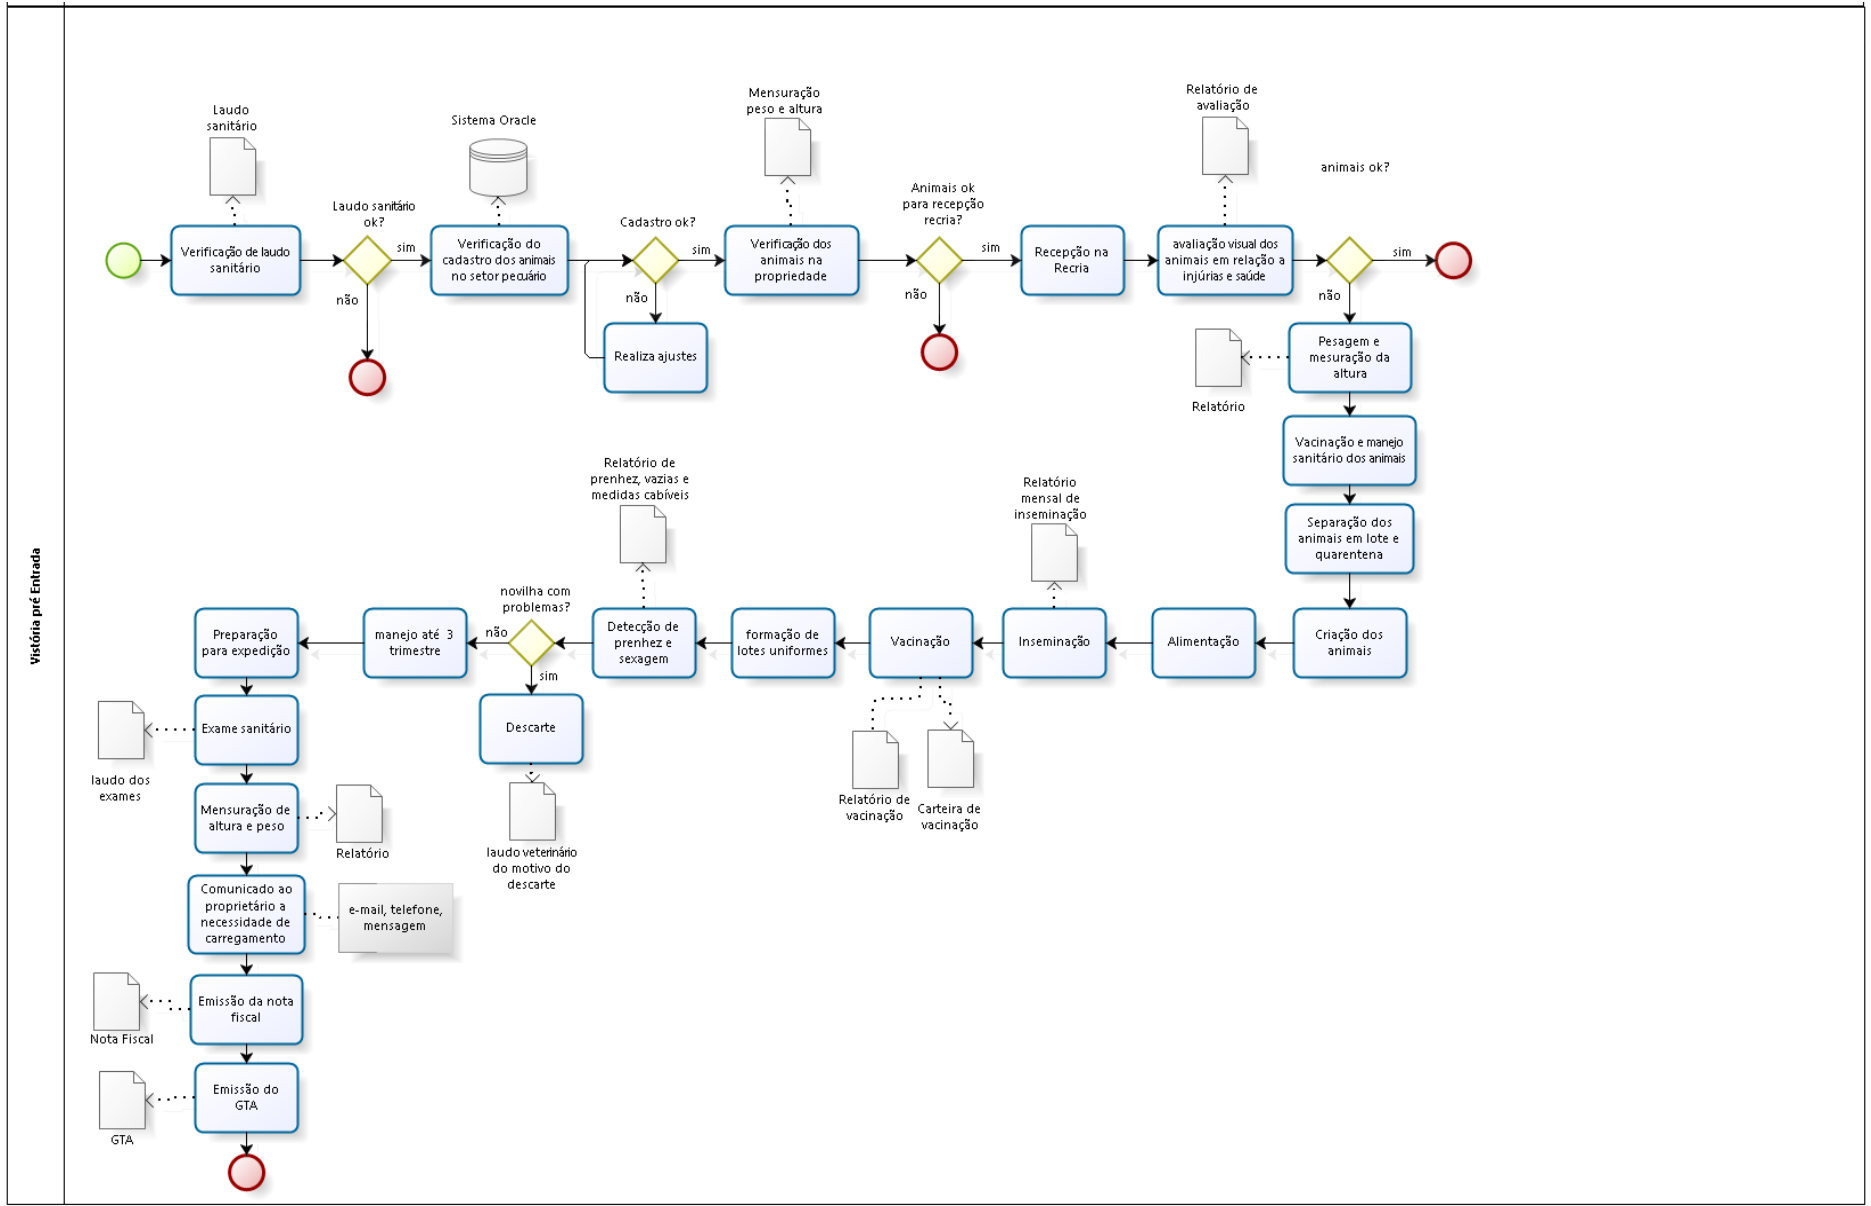 Vistória pré Entrada
Laudo
sanitário
Verificação de laudo
sanitário
Laudo sanitário
ok?
sim
não
Sistema Oracle
Verificação do
cadastro dos animais
no setor pecuário
Cadastro ok?
sim
não
Realiza ajustes
Mensuração
peso e altura
Verificação dos
animais na
propriedade
Animais ok
para recepção
recria?
sim
não
Recepção na
Recria
Relatório de
avaliação
avaliação visual dos
animais em relação a
injúrias e saúde
animais ok?
sim
não
Pesagem e
mesuração da
altura
Relatório
Vacinação e manejo
sanitário dos animais
Separação dos
animais em lote e
quarentena
Criação dos
animais
Alimentação
Relatório
mensal de
inseminação
Inseminação
Vacinação
Relatório de
vacinação
Carteira de
vacinação
formação de
lotes uniformes
Relatório de
prenhez, vazias e
medidas cabíveis
Detecção de
prenhez e
sexagem
novilha com
problemas?
não
sim
Descarte
laudo veterinário
do motivo do
descarte
manejo até 3
trimestre
Preparação
para expedição
Exame sanitário
laudo dos
exames
Mensuração de
altura e peso
Relatório
Comunicado ao
proprietário a
necessidade de
carregamento
e-mail, telefone,
mensagem
Emissão da nota
fiscal
Nota Fiscal
Emissão do
GTA
GTA